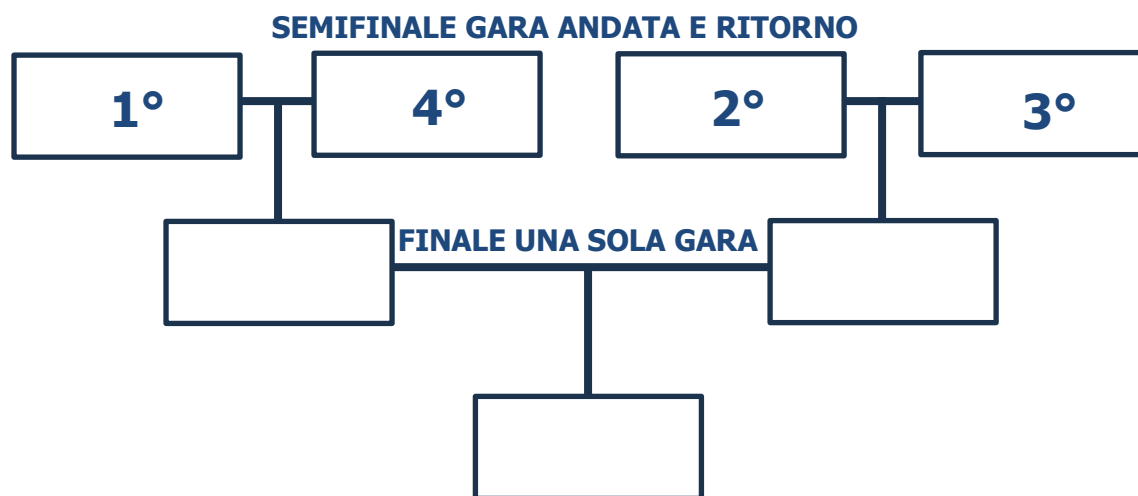 SEMIFINALE GARA ANDATA E RITORNO
1° 4° 2° 3°
FINALE UNA SOLA GARA